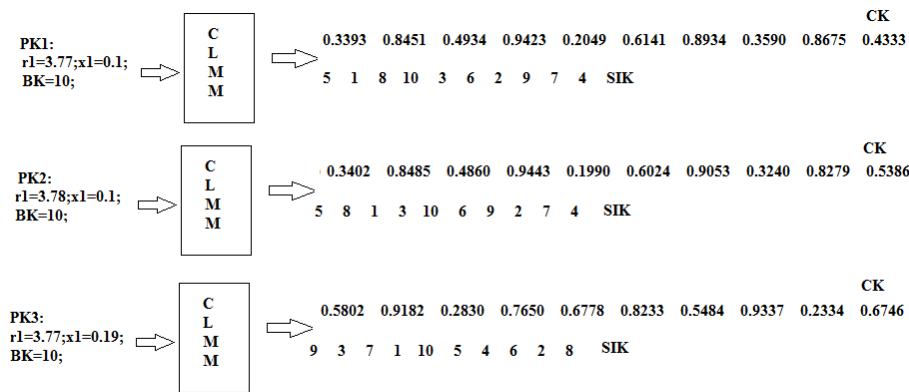 CK
PK1:
r1=3.77;x1=0.1;
BK=10;
C
L
M
M
0.3393 0.8451 0.4934 0.9423 0.2049 0.6141 0.8934 0.3590 0.8675 0.4333
5 1 8 10 3 6 2 9 7 4 SIK
CK
PK2:
r1=3.78;x1=0.1;
BK=10;
C
L
M
M
0.3402 0.8485 0.4860 0.9443 0.1990 0.6024 0.9053 0.3240 0.8279 0.5386
5 8 1 3 10 6 9 2 7 4 SIK
CK
PK3:
r1=3.77;x1=0.19;
BK=10;
C
L
M
M
0.5802 0.9182 0.2830 0.7650 0.6778 0.8233 0.5484 0.9337 0.2334 0.6746
9 3 7 1 10 5 4 6 2 8 SIK